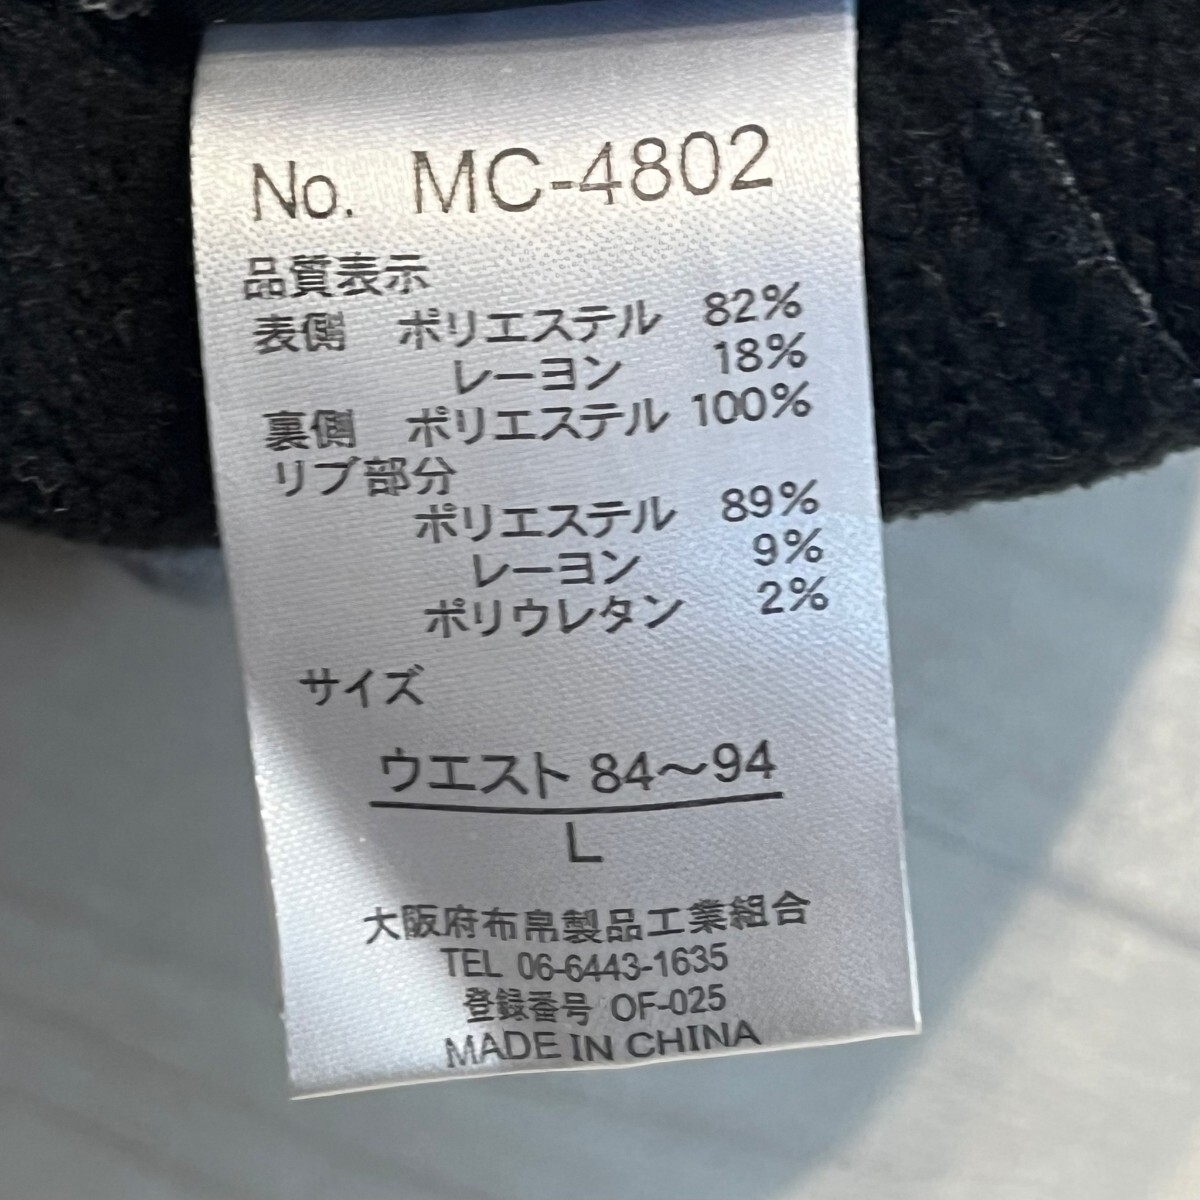 No. MC-4802
品質表示
表側 ポリエステル 82%
レーヨン 18%
裏側 ポリエステル 100%
リブ部分
ポリエステル 89%
レーヨン 9%
ポリウレタン 2%
サイズ
ウエスト 84～94
L
大阪府布帛製品工業組合
TEL 06-6443-1635
登録番号 OF-025
MADE IN CHINA